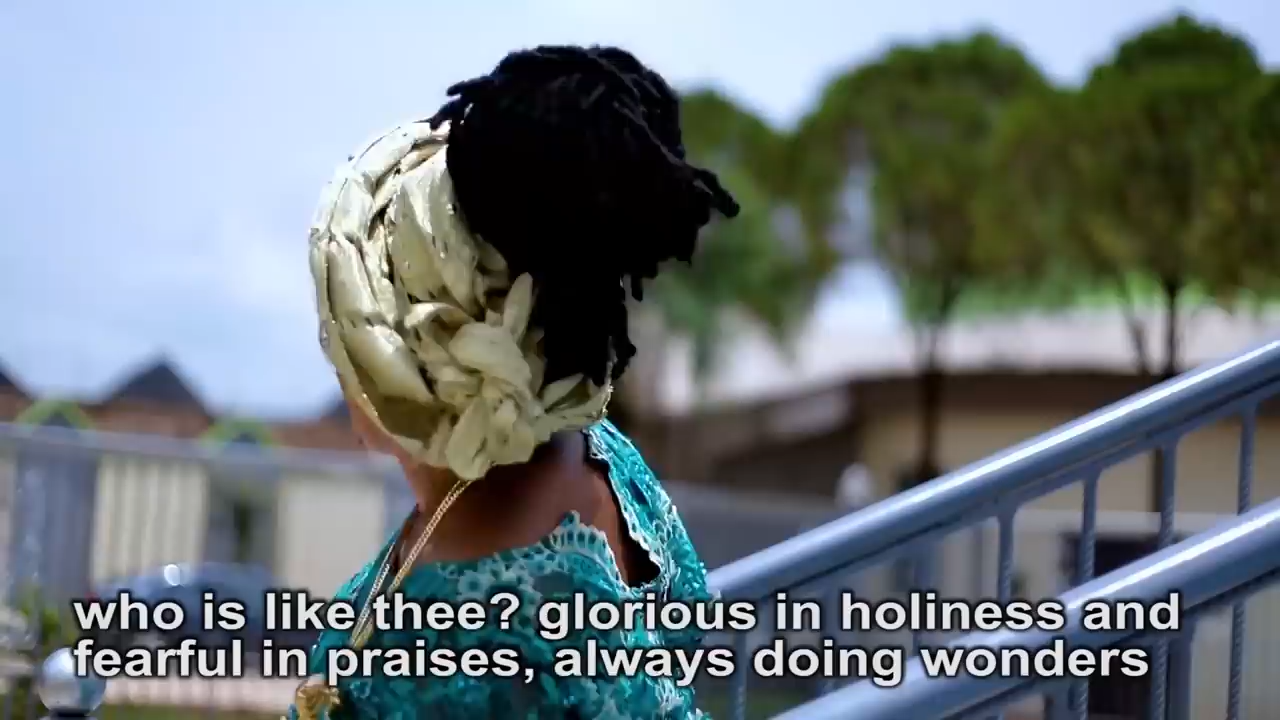 who is like thee? glorious in holiness and
fearful in praises, always doing wonders